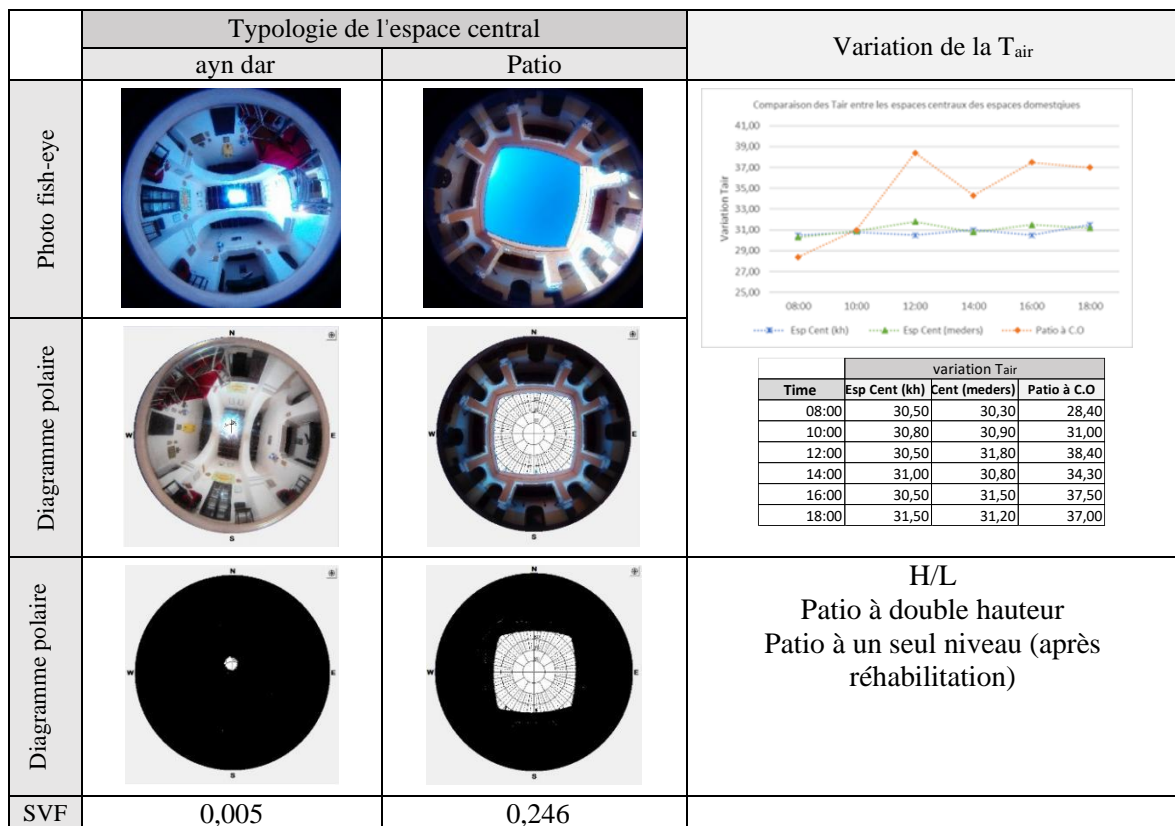 Typologie de l'espace central
Variation de la Tair
ayn dar
Patio
Photo fish-eye
Comparaison des Tair entre les espaces centraux des espaces domestqiues
Variation Tair
41,00
39,00
37,00
35,00
33,00
31,00
29,00
27,00
25,00
08:00 10:00 12:00 14:00 16:00 18:00
Esp Cent (kh) Esp Cent (meders) Patio à C.O
variation Tair
Time Esp Cent (kh) Cent (meders) Patio à C.O
08:00 30,50 30,30 28,40
10:00 30,80 30,90 31,00
12:00 30,50 31,80 38,40
14:00 31,00 30,80 34,30
16:00 30,50 31,50 37,50
18:00 31,50 31,20 37,00
Diagramme polaire
N
W
E
S
N
W
E
S
Diagramme polaire
N
W
E
S
N
W
E
S
H/L
Patio à double hauteur
Patio à un seul niveau (après
réhabilitation)
SVF
0,005
0,246